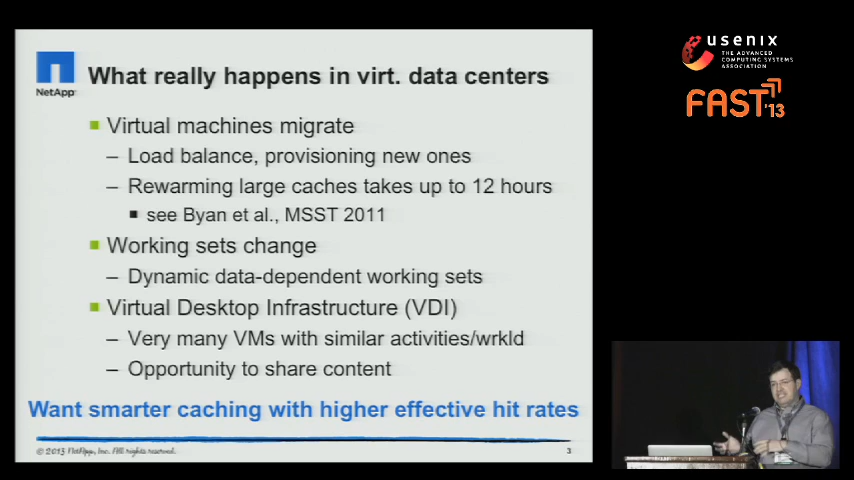 NetApp
What really happens in virt. data centers
Virtual machines migrate
– Load balance, provisioning new ones
– Rewarming large caches takes up to 12 hours
see Byan et al., MSST 2011
Working sets change
– Dynamic data-dependent working sets
Virtual Desktop Infrastructure (VDI)
– Very many VMs with similar activities/wrkld
– Opportunity to share content
Want smarter caching with higher effective hit rates
© 2013 NetApp, Inc. All rights reserved.
3
usenix
THE ADVANCED
COMPUTING SYSTEMS
ASSOCIATION
FAST '13